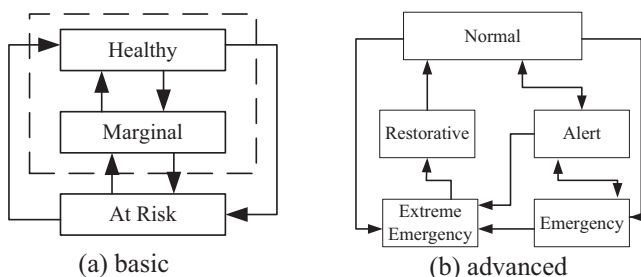 Healthy
Marginal
At Risk
(a) basic
Normal
Restorative
Alert
Extreme
Emergency
Emergency
(b) advanced